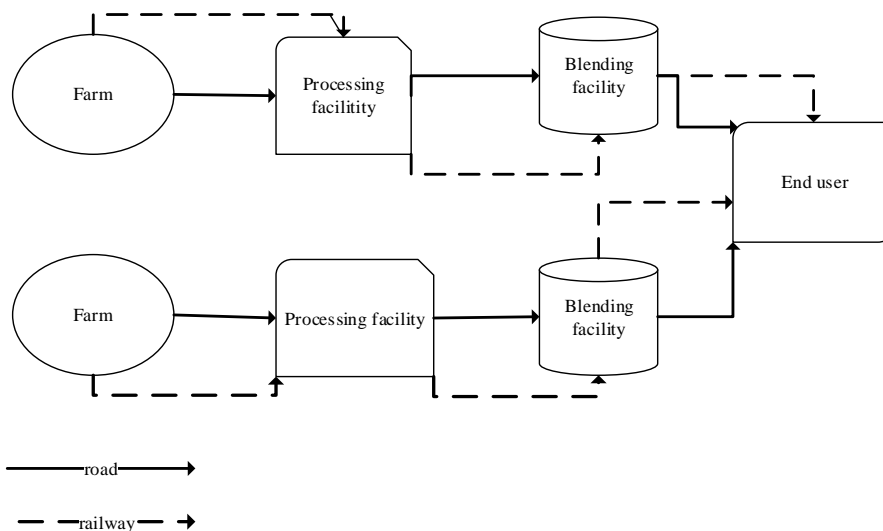 Farm
Processing
facilitity
Blending
facility
End user
Farm
Processing facility
Blending
facility
road
railway